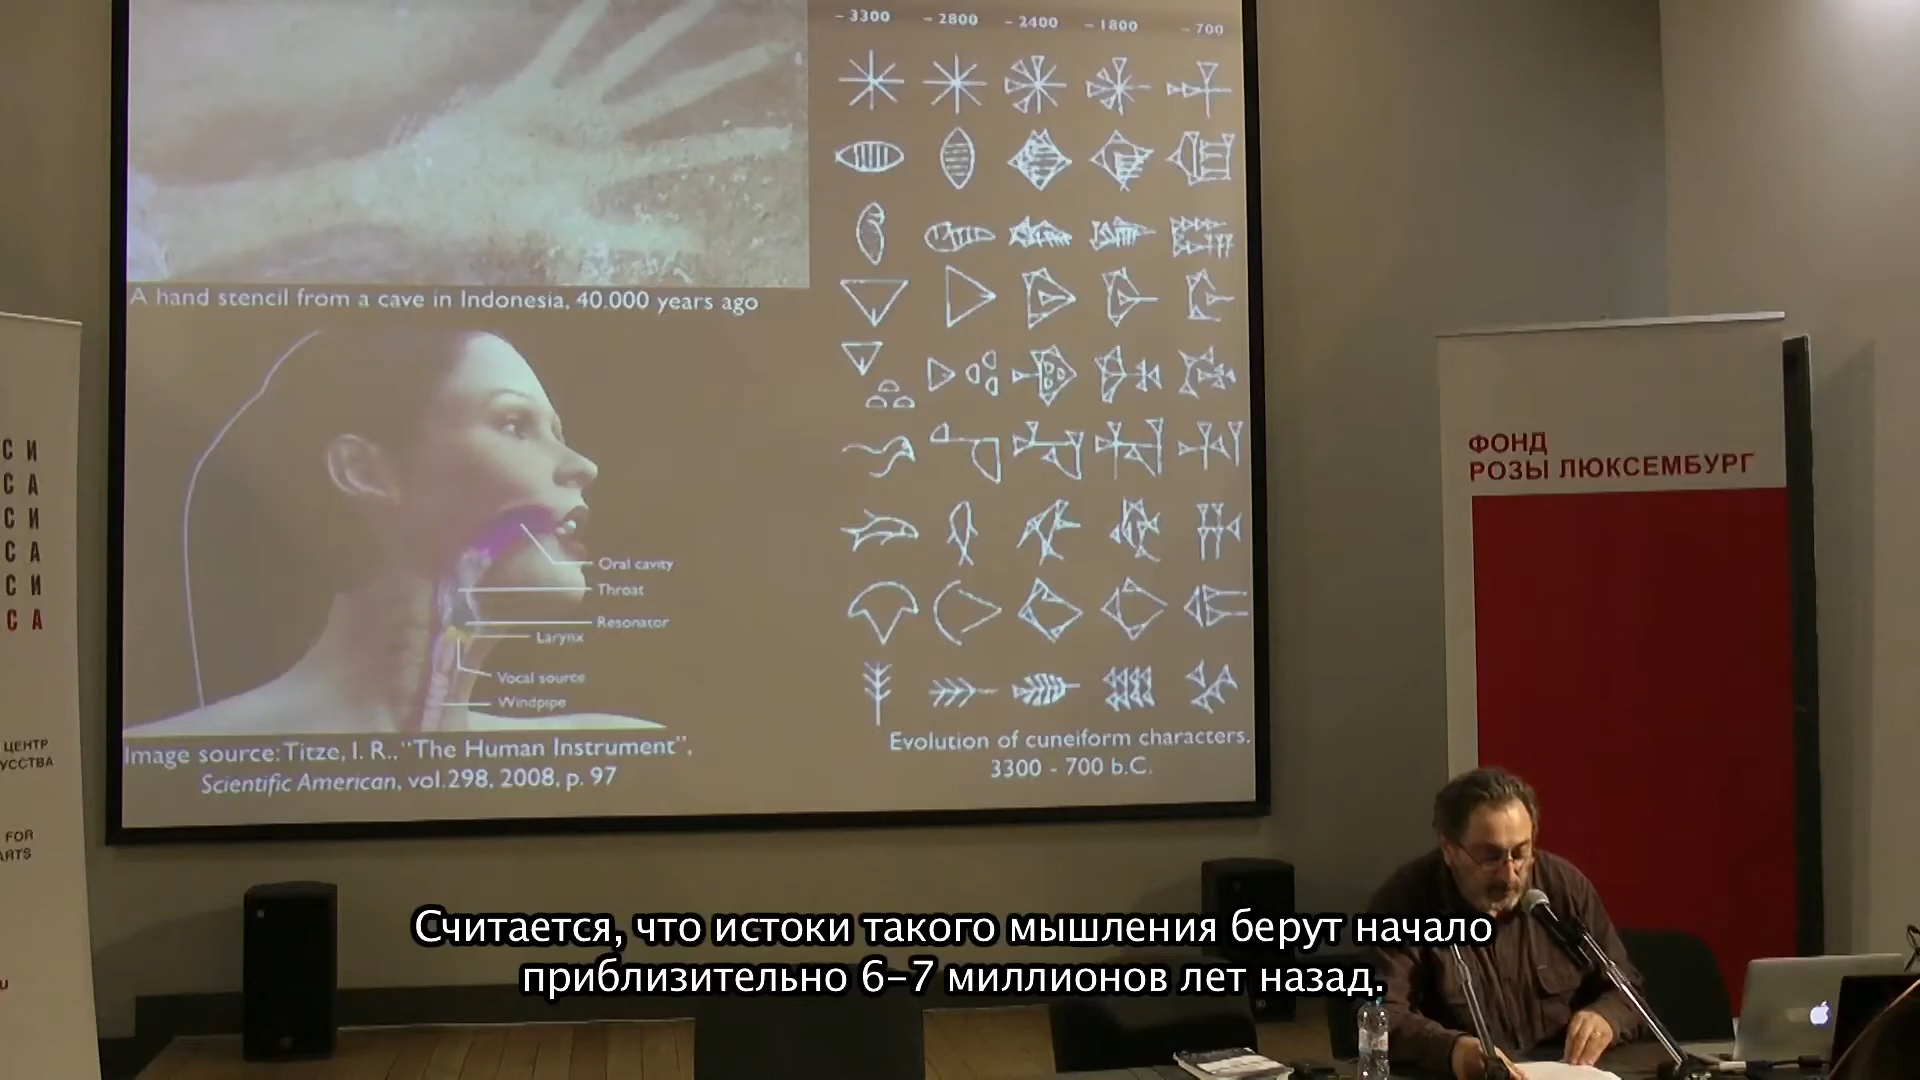 - 3300 - 2800 - 2400 - 1800 - 700
A hand stencil from a cave in Indonesia, 40.000 years ago
Oral cavity
Throat
Resonator
Larynx
Vocal source
Windpipe
Image source: Titze, I. R., "The Human Instrument",
Scientific American, vol.298, 2008, p. 97
Evolution of cuneiform characters.
3300 - 700 b.C.
ФОНД
РОЗЫ ЛЮКСЕМБУРГ
С И
С А
С И
С А
С И
С А
ЦЕНТР
FOR
Считается, что истоки такого мышления берут начало
приблизительно 6–7 миллионов лет назад.